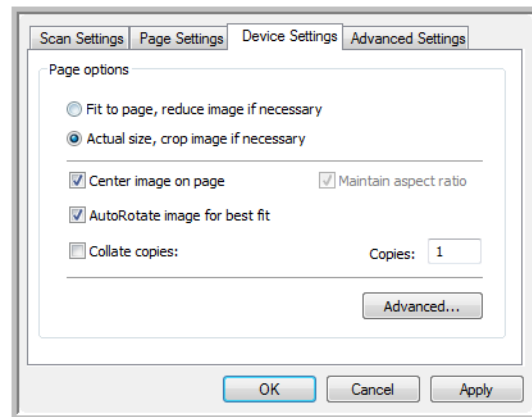 Scan Settings Page Settings Device Settings Advanced Settings
Page options
Fit to page, reduce image if necessary
Actual size, crop image if necessary
Center image on page Maintain aspect ratio
AutoRotate image for best fit
Collate copies: Copies: 1
Advanced...
OK Cancel Apply